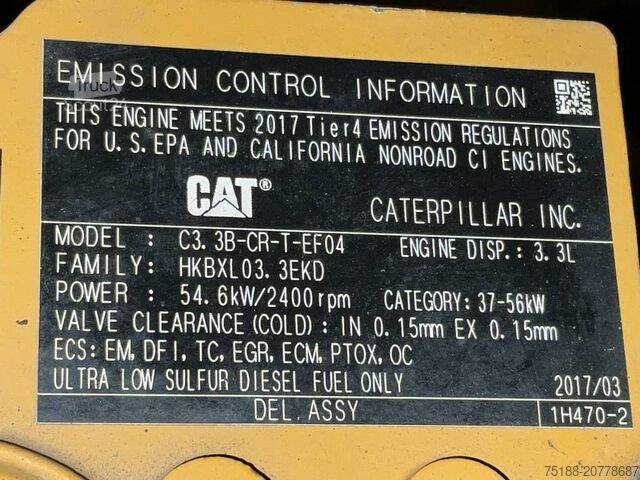 EMISSION CONTROL INFORMATION
Truck
THIS ENGINE MEETS 2017 Tier4 EMISSION REGULATIONS
FOR U.S.EPA AND CALIFORNIA NONROAD CI ENGINES.
CAT® CATERPILLAR INC.
MODEL : C3.3B-CR-T-EF04 ENGINE DISP.: 3.3L
FAMILY: HKBXL03.3EKD
POWER : 54.6kW/2400rpm CATEGORY: 37-56kW
VALVE CLEARANCE(COLD): IN 0.15mm EX 0.15mm
ECS: EM, DFI, TC, EGR, ECM, PTOX, OC
ULTRA LOW SULFUR DIESEL FUEL ONLY 2017/03
DEL.ASSY 1H470-2
75188-20778687